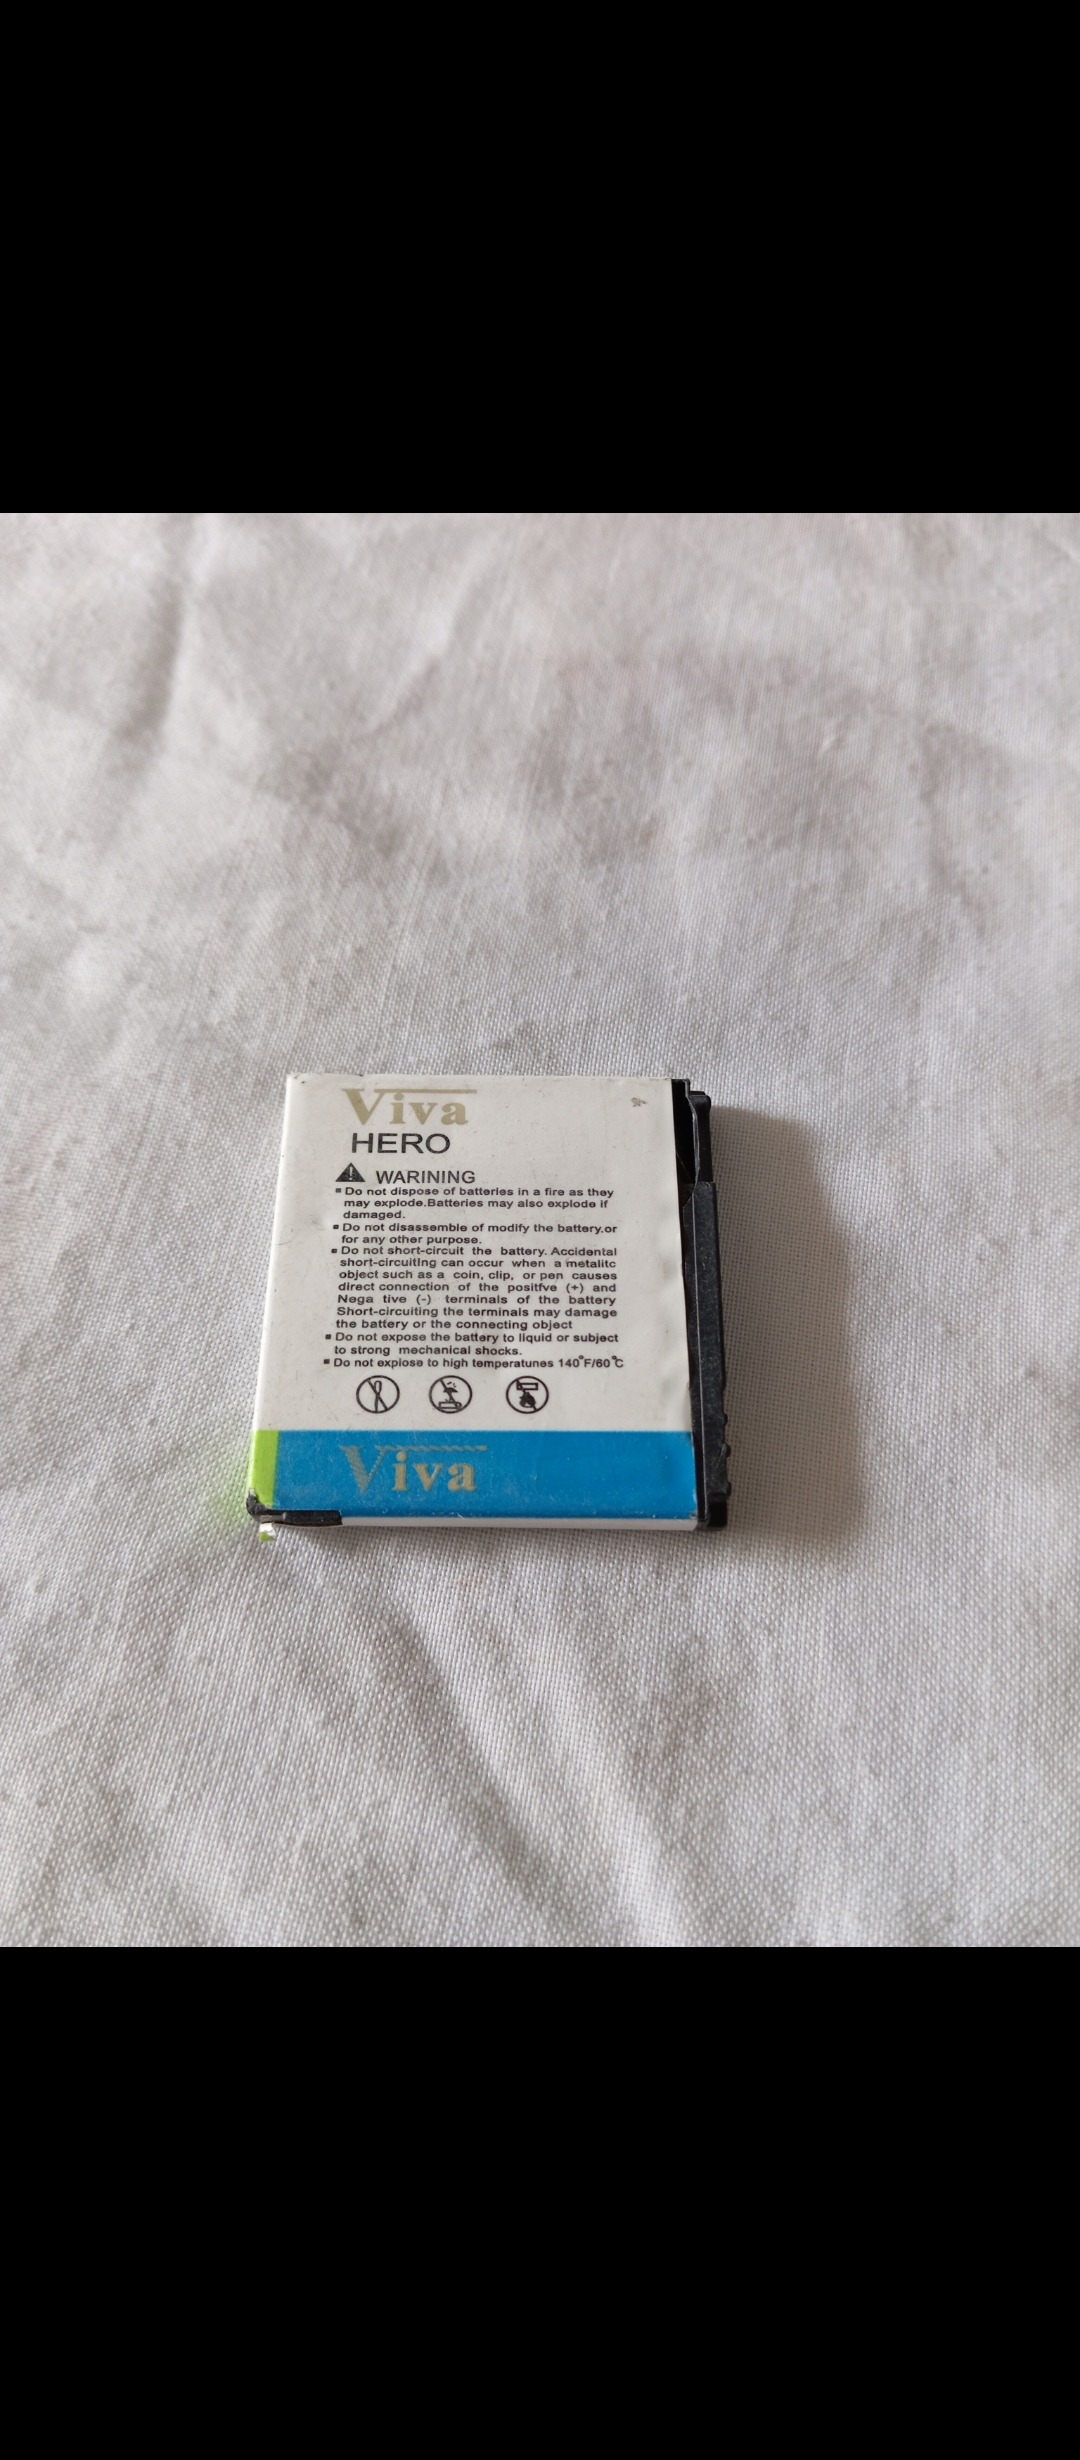 Viva
HERO
WARINING
▪ Do not dispose of batteries in a fire as they
may explode.Batteries may also explode if
damaged.
▪ Do not disassemble of modify the battery.or
for any other purpose.
▪ Do not short-circuit the battery. Accidental
short-circuiting can occur when a metalitc
object such as a coin, clip, or pen causes
direct connection of the positfve (+) and
Nega tive (-) terminals of the battery
Short-circuiting the terminals may damage
the battery or the connecting object
▪ Do not expose the battery to liquid or subject
to strong mechanical shocks.
▪ Do not explose to high temperatunes 140°F/60°C
Viva